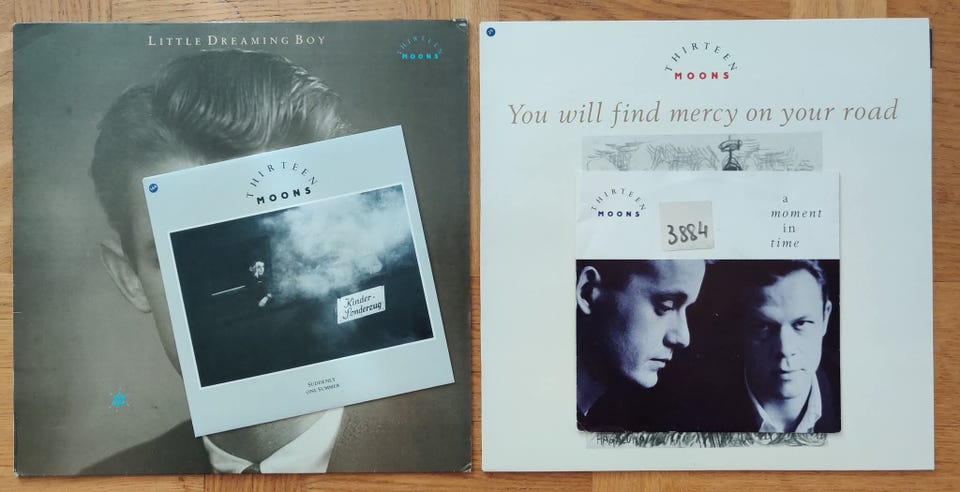 LITTLE DREAMING BOY
THIRTEEN
MOONS
THIRTEEN
MOONS
Kinder-
Sonderzug
SUDDENLY
ONE SUMMER
THIRTEEN
MOONS
You will find mercy on your road
THIRTEEN
MOONS
3884
a
moment
in
time